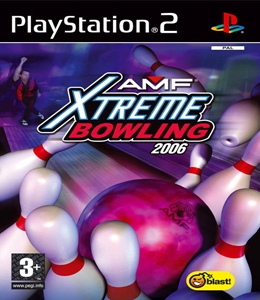 PlayStation 2
PAL
AMF
XTREME
BOWLING
2006
3+
www.pegi.info
blast!